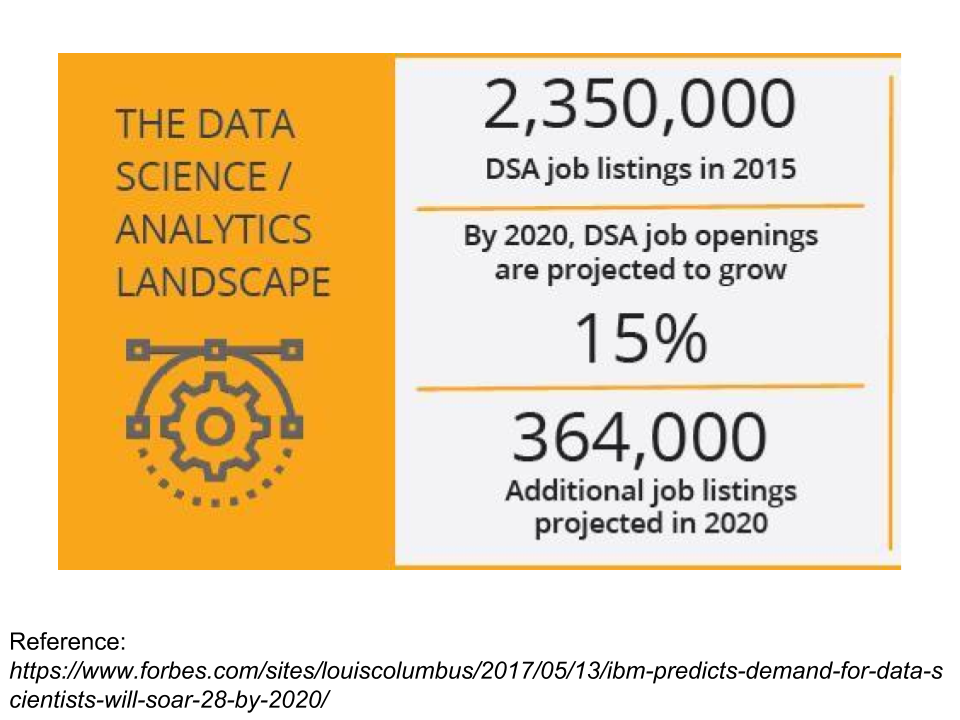 THE DATA
SCIENCE /
ANALYTICS
LANDSCAPE
2,350,000
DSA job listings in 2015
By 2020, DSA job openings
are projected to grow
15%
364,000
Additional job listings
projected in 2020
Reference:
https://www.forbes.com/sites/louiscolumbus/2017/05/13/ibm-predicts-demand-for-data-s
cientists-will-soar-28-by-2020/